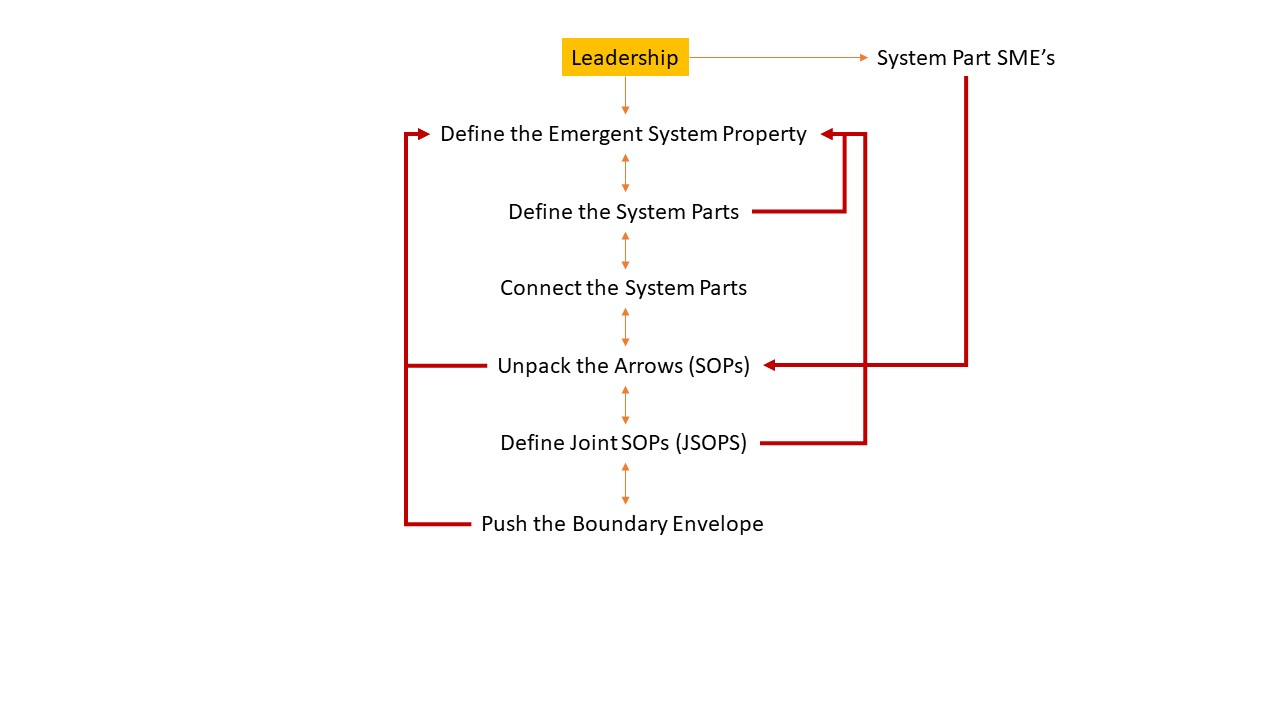 Leadership
System Part SME’s
Define the Emergent System Property
Define the System Parts
Connect the System Parts
Unpack the Arrows (SOPs)
Define Joint SOPs (JSOPS)
Push the Boundary Envelope